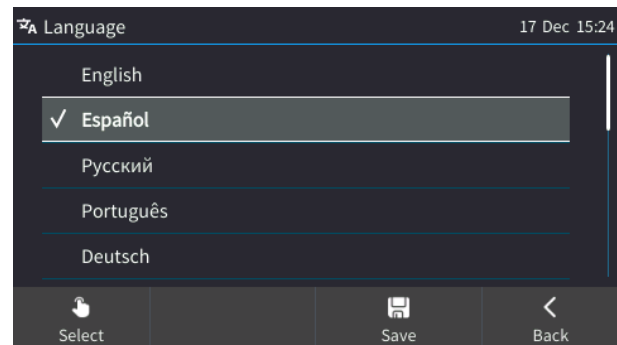 Language 17 Dec 15:24
English
✓ Español
Русский
Português
Deutsch
Select Save Back